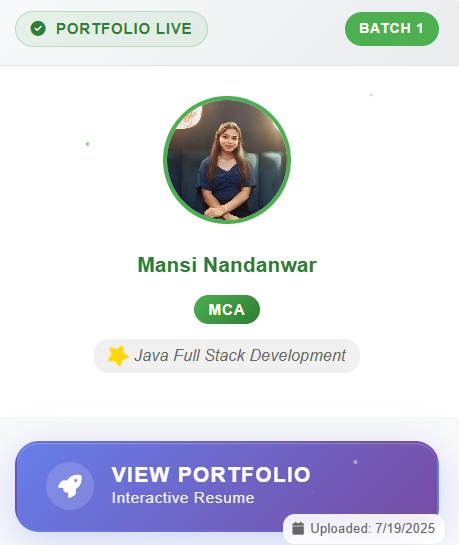 PORTFOLIO LIVE
BATCH 1
Mansi Nandanwar
MCA
Java Full Stack Development
VIEW PORTFOLIO
Interactive Resume
Uploaded: 7/19/2025